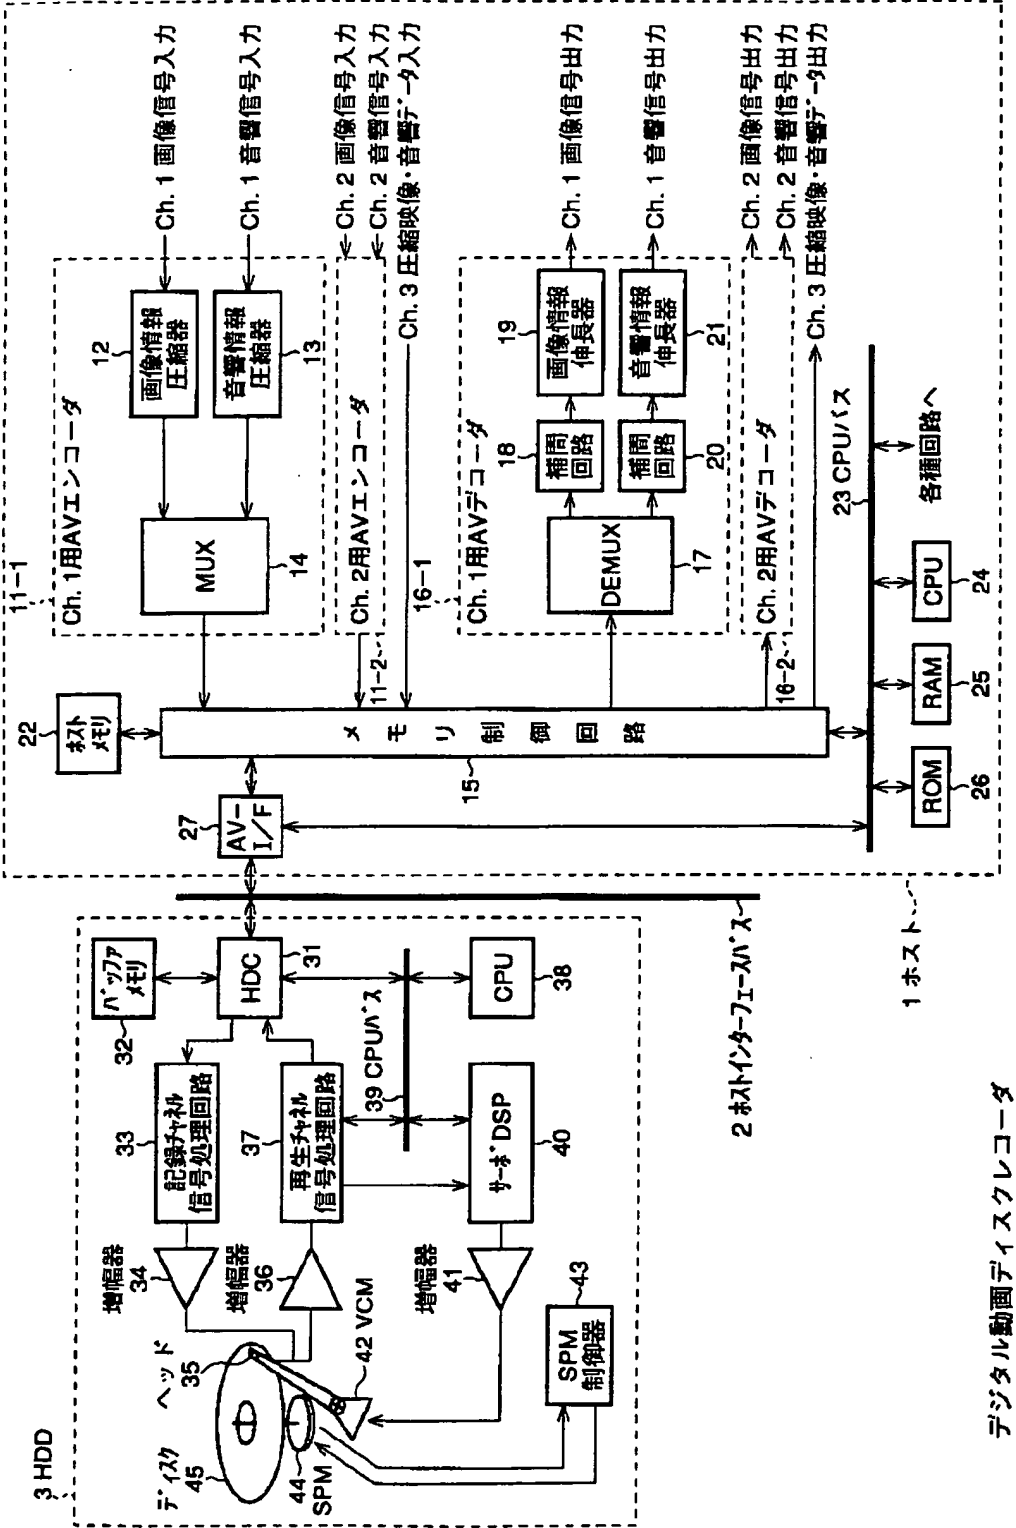 デジタル動画ディスクレコーダ
3 HDD
ディスク
45
ヘッド
35
44
SPM
42 VCM
SPM
制御器
43
増幅器
34
増幅器
36
増幅器
41
33
記録チャネル
信号処理回路
37
再生チャネル
信号処理回路
サーボDSP
40
39 CPUバス
32
バッファ
メモリ
HDC
31
CPU
38
2 ホストインターフェースバス
1 ホスト
27
AV−
I/F
22
ホスト
メモリ
メモリ制御回路
15
11−1
Ch. 1用AVエンコーダ
MUX
14
12
画像情報
圧縮器
音響情報
圧縮器
13
Ch. 1 画像信号入力
Ch. 1 音響信号入力
11−2
Ch. 2用AVエンコーダ
Ch. 2 画像信号入力
Ch. 2 音響信号入力
Ch. 3 圧縮映像・音響データ入力
16−1
Ch. 1用AVデコーダ
DEMUX
17
18
補間
回路
補間
回路
20
19
画像情報
伸長器
音響情報
伸長器
21
Ch. 1 画像信号出力
Ch. 1 音響信号出力
16−2
Ch. 2用AVデコーダ
Ch. 2 画像信号出力
Ch. 2 音響信号出力
Ch. 3 圧縮映像・音響データ出力
23 CPUバス
ROM
26
RAM
25
CPU
24
各種回路へ